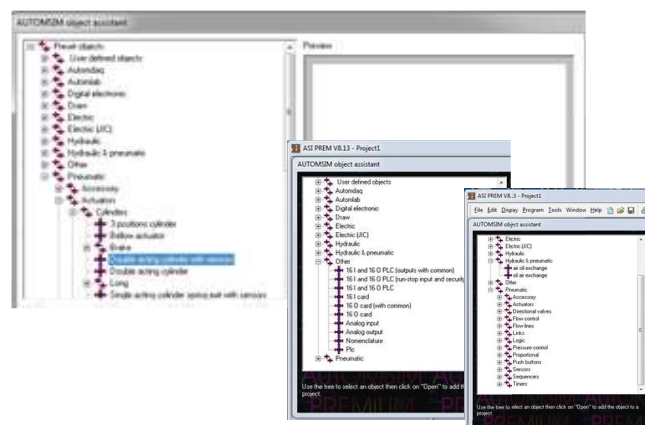 AUTOMSIM object assistant
Preset objects
User defined objects
Automdaq
Automlab
Digital electronic
Draw
Electric
Electric (JIC)
Hydraulic
Hydraulic & pneumatic
Other
Pneumatic
Accessory
Actuators
Cylinders
3 positions cylinder
Bellow actuator
Brake
Double acting cylinder with sensors
Double acting cylinder
Long
Single acting cylinder spring exit with sensors
Preview
ASI PREM V8.13 - Project1
AUTOMSIM object assistant
User defined objects
Automdaq
Automlab
Digital electronic
Draw
Electric
Electric (JIC)
Hydraulic
Hydraulic & pneumatic
Other
16 I and 16 O PLC (outputs with common)
16 I and 16 O PLC (run-stop input and security
16 I and 16 O PLC
16 I card
16 O card (with common)
16 O card
Analog input
Analog output
Nomenclature
Plc
Pneumatic
Use the tree to select an object then click on "Open" to add th
project
ASI PREM V8..3 - Project1
File Edit Display Program Tools Window Help
AUTOMSIM object assistant
Electric
Electric (JIC)
Hydraulic
Hydraulic & pneumatic
air oil exchange
oil air exchange
Other
Pneumatic
Accessory
Actuators
Directional valves
Flow control
Flow lines
Links
Logic
Pressure control
Proportional
Push buttons
Sensors
Sequencers
Timers
Use the tree to select an object then click on "Open" to add the object to a
project